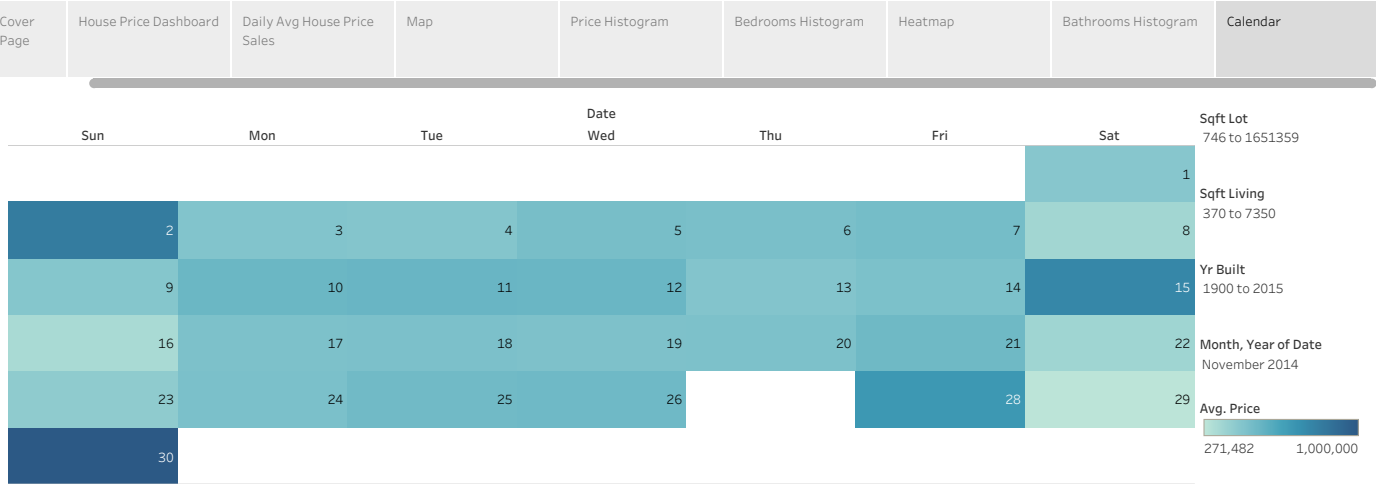 Cover
Page
House Price Dashboard
Daily Avg House Price
Sales
Map
Price Histogram
Bedrooms Histogram
Heatmap
Bathrooms Histogram
Calendar
Date
Sun Mon Tue Wed Thu Fri Sat
1
2 3 4 5 6 7 8
9 10 11 12 13 14 15
16 17 18 19 20 21 22
23 24 25 26 28 29
30
Sqft Lot
746 to 1651359
Sqft Living
370 to 7350
Yr Built
1900 to 2015
Month, Year of Date
November 2014
Avg. Price
271,482 1,000,000